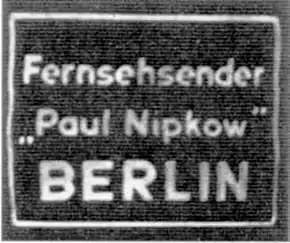 Fernsehsender
„Paul Nipkow”
BERLIN